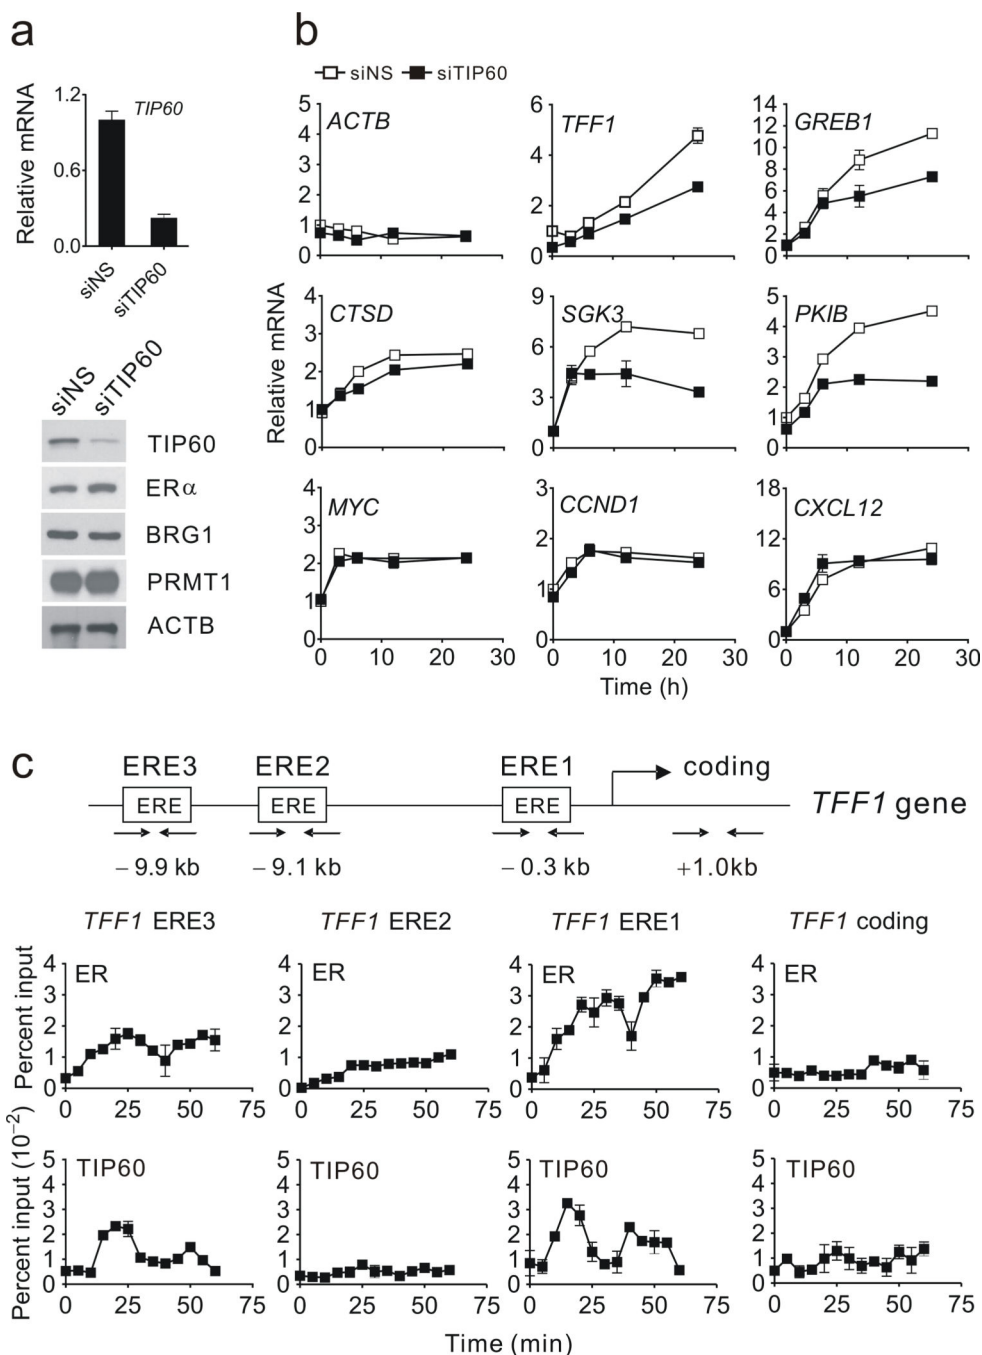 a
Relative mRNA
1.2
0.6
0.0
TIP60
siNS
siTIP60
siNS
siTIP60
TIP60
ERα
BRG1
PRMT1
ACTB
b
siNS siTIP60
Relative mRNA
ACTB
5
4
3
2
1
0
TFF1
6
4
2
0
GREB1
14
12
10
8
6
4
2
0
CTSD
4
3
2
1
0
SGK3
9
6
3
0
PKIB
5
4
3
2
1
0
MYC
4
3
2
1
0
0 10 20 30
CCND1
3
2
1
0
0 10 20 30
CXCL12
18
12
6
0
0 10 20 30
Time (h)
c
ERE3 ERE2 ERE1 coding
ERE ERE ERE
TFF1 gene
– 9.9 kb – 9.1 kb – 0.3 kb +1.0kb
TFF1 ERE3 TFF1 ERE2 TFF1 ERE1 TFF1 coding
Percent input
ER
4
3
2
1
0
0 25 50 75
ER
4
3
2
1
0
0 25 50 75
ER
4
3
2
1
0
0 25 50 75
ER
4
3
2
1
0
0 25 50 75
Percent input (10–2)
TIP60
5
4
3
2
1
0
0 25 50 75
TIP60
5
4
3
2
1
0
0 25 50 75
TIP60
5
4
3
2
1
0
0 25 50 75
TIP60
5
4
3
2
1
0
0 25 50 75
Time (min)